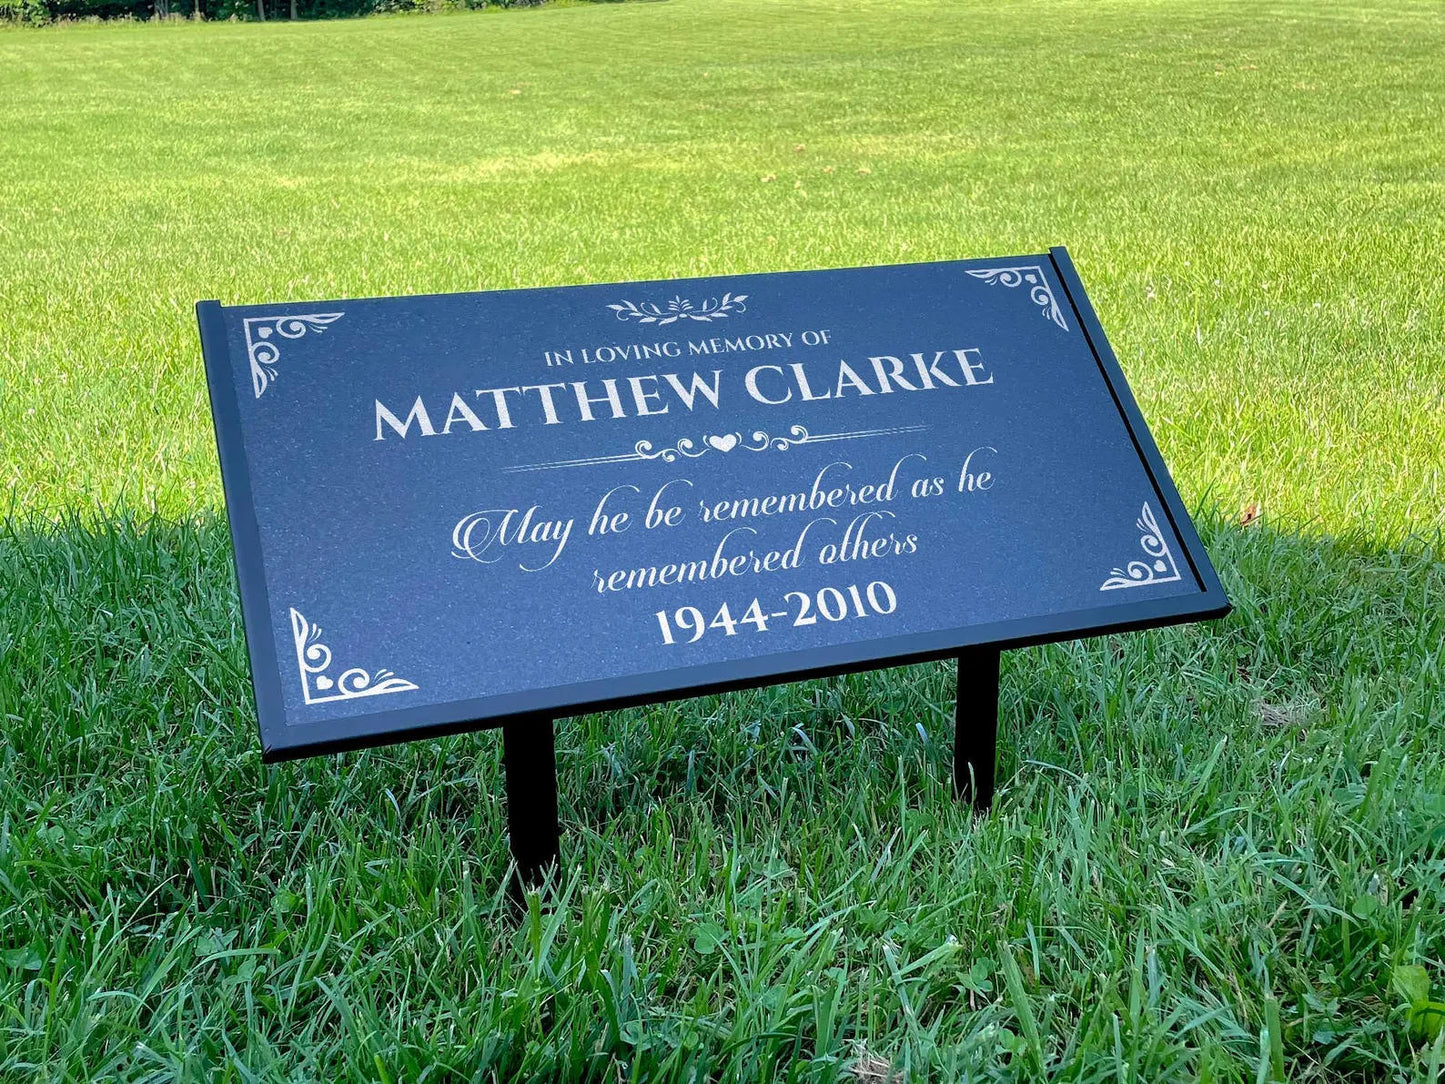 IN LOVING MEMORY OF
MATTHEW CLARKE
May he be remembered as he
remembered others
1944-2010